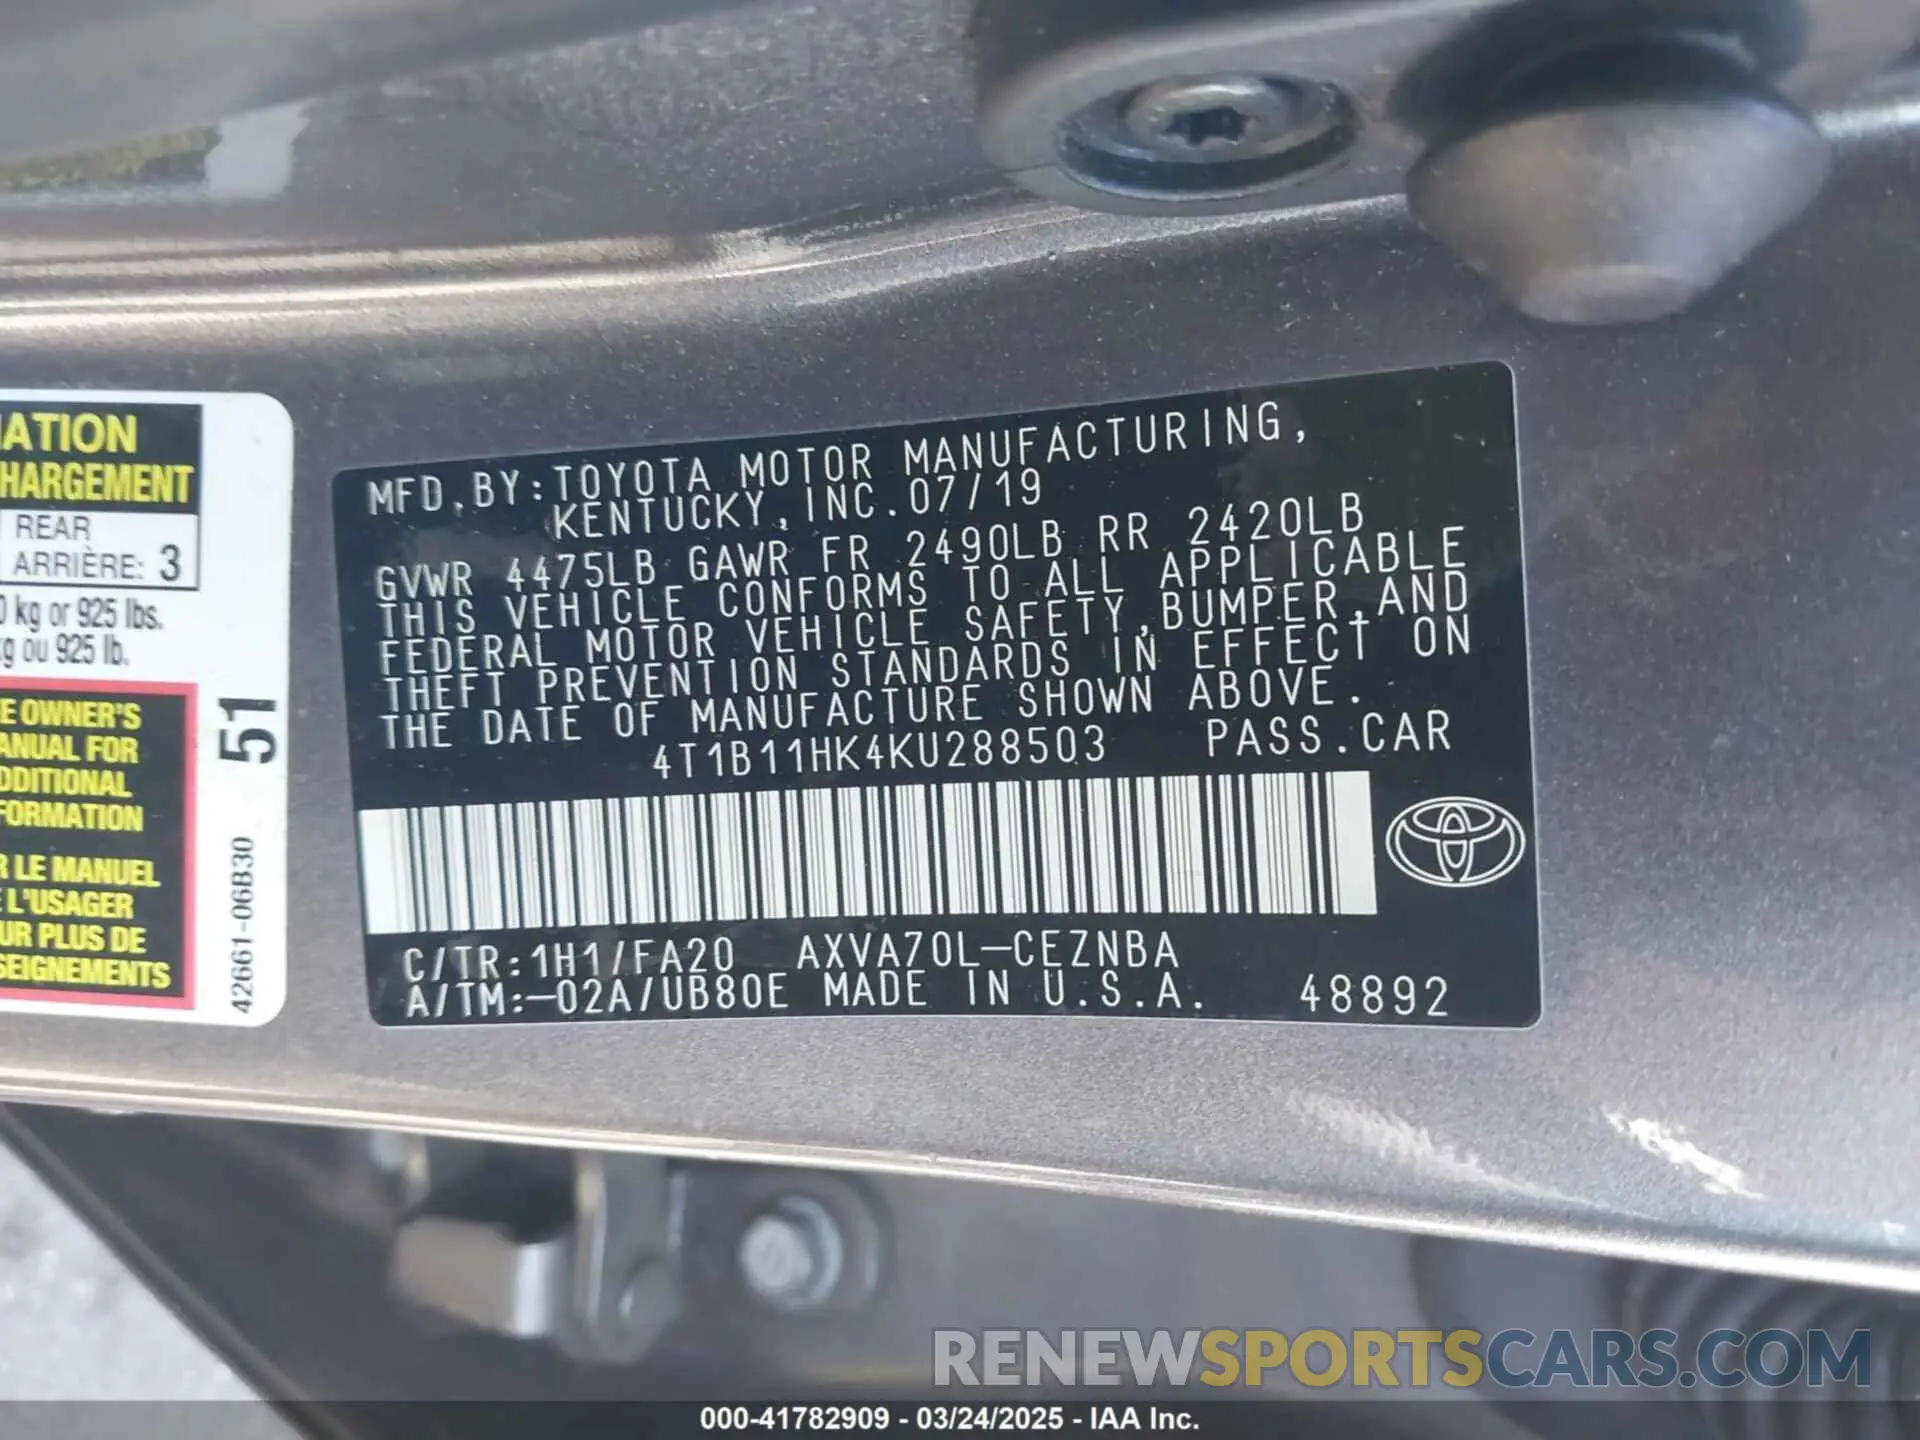 IATION
HARGEMENT
REAR
ARRIÈRE: 3
0 kg or 925 lbs.
kg ou 925 lb.
E OWNER'S
ANUAL FOR
DDITIONAL
FORMATION
R LE MANUEL
E L'USAGER
UR PLUS DE
SEIGNEMENTS
51
42661-06B30
MFD.BY:TOYOTA MOTOR MANUFACTURING,
KENTUCKY,INC.07/19
GVWR 4475LB GAWR FR 2490LB RR 2420LB
THIS VEHICLE CONFORMS TO ALL APPLICABLE
FEDERAL MOTOR VEHICLE SAFETY,BUMPER,AND
THEFT PREVENTION STANDARDS IN EFFECT ON
THE DATE OF MANUFACTURE SHOWN ABOVE.
4T1B11HK4KU288503 PASS.CAR
C/TR:1H1/FA20 AXVA70L-CEZNBA
A/TM:-02A/UB80E MADE IN U.S.A. 48892
RENEWSPORTSCARS.COM
000-41782909 - 03/24/2025 - IAA Inc.